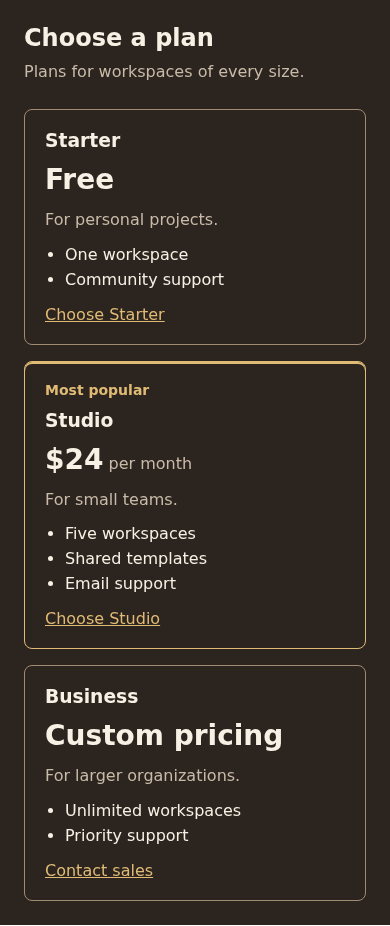 Choose a plan
Plans for workspaces of every size.
Starter
Free
For personal projects.
• One workspace
• Community support
Choose Starter
Most popular
Studio
$24 per month
For small teams.
• Five workspaces
• Shared templates
• Email support
Choose Studio
Business
Custom pricing
For larger organizations.
• Unlimited workspaces
• Priority support
Contact sales